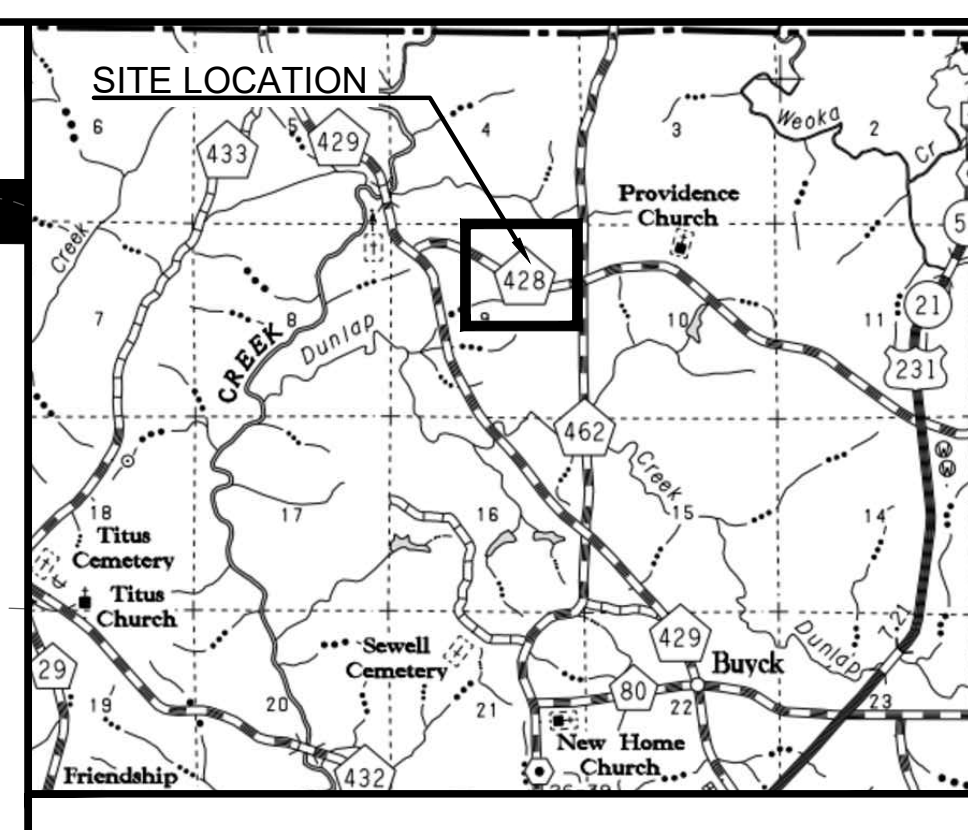 SITE LOCATION
6
5
4
3
2
433
429
Weoka
Cr
Providence
Church
5
Creek
428
7
8
9
10
11
21
CREEK
Dunlap
231
462
Creek
18
17
16
15
14
Titus
Cemetery
Titus
Church
7.21
429
Dunlap
Sewell
Cemetery
Buyck
29
80
19
20
21
22
23
New Home
Church
Friendship
432